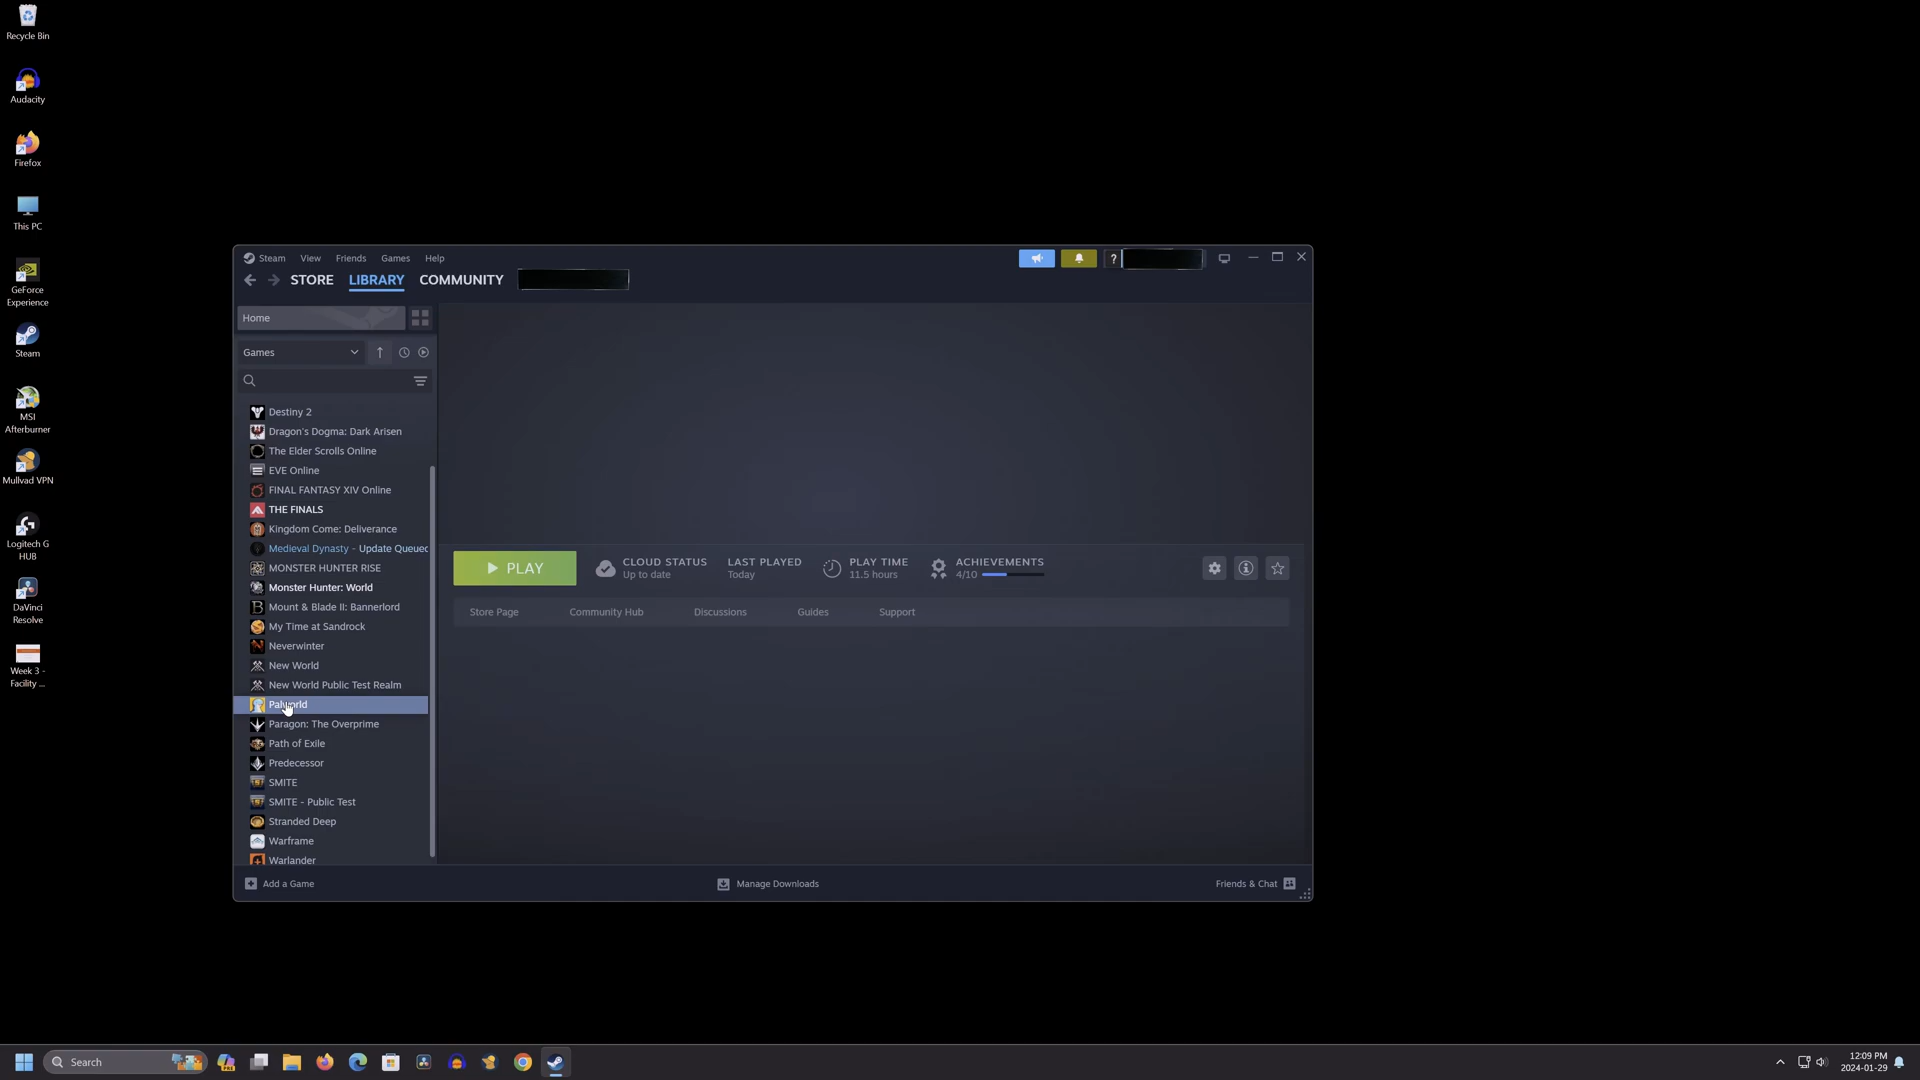 Recycle Bin
Audacity
Firefox
This PC
GeForce
Experience
Steam
MSI
Afterburner
Mullvad VPN
Logitech G
HUB
DaVinci
Resolve
Week 3 -
Facility ...
Steam View Friends Games Help
?
STORE LIBRARY COMMUNITY
Home
Games
Destiny 2
Dragon's Dogma: Dark Arisen
The Elder Scrolls Online
EVE Online
FINAL FANTASY XIV Online
THE FINALS
Kingdom Come: Deliverance
Medieval Dynasty - Update Queued
MONSTER HUNTER RISE
Monster Hunter: World
Mount & Blade II: Bannerlord
My Time at Sandrock
Neverwinter
New World
New World Public Test Realm
Palworld
Paragon: The Overprime
Path of Exile
Predecessor
SMITE
SMITE - Public Test
Stranded Deep
Warframe
Warlander
PLAY
CLOUD STATUS
Up to date
LAST PLAYED
Today
PLAY TIME
11.5 hours
ACHIEVEMENTS
4/10
Store Page Community Hub Discussions Guides Support
Add a Game
Manage Downloads
Friends & Chat
Search
PRE
12:09 PM
2024-01-29